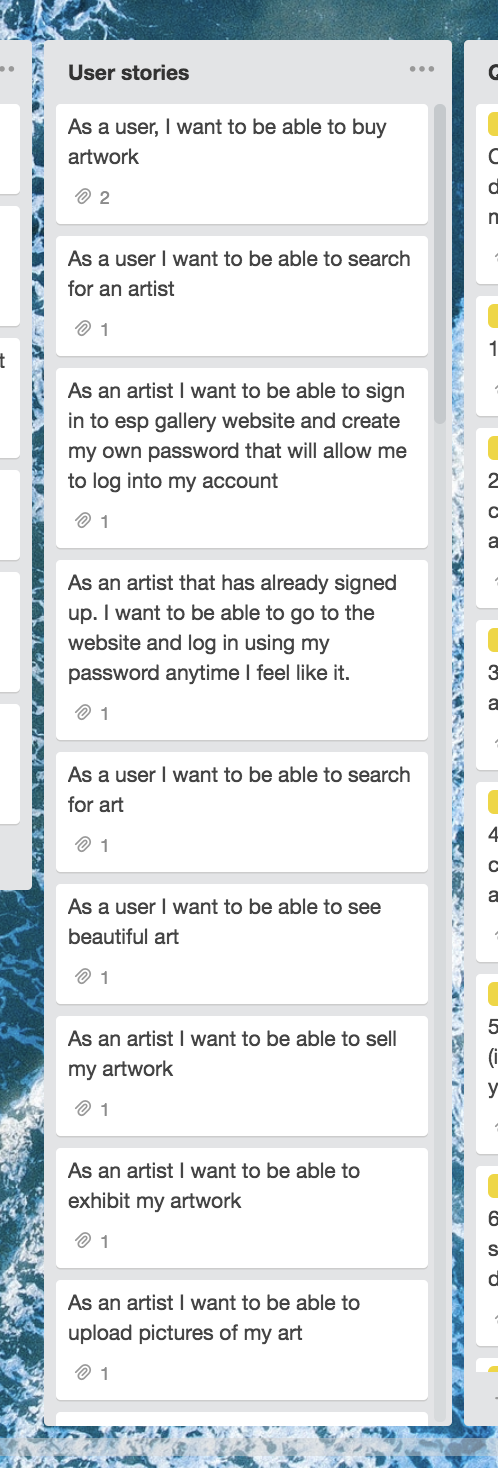 User stories
As a user, I want to be able to buy
artwork
2
As a user I want to be able to search
for an artist
1
As an artist I want to be able to sign
in to esp gallery website and create
my own password that will allow me
to log into my account
1
As an artist that has already signed
up. I want to be able to go to the
website and log in using my
password anytime I feel like it.
1
As a user I want to be able to search
for art
1
As a user I want to be able to see
beautiful art
1
As an artist I want to be able to sell
my artwork
1
As an artist I want to be able to
exhibit my artwork
1
As an artist I want to be able to
upload pictures of my art
1
t
1
2
3
a
4
c
a
5
(i
y
6
s
d